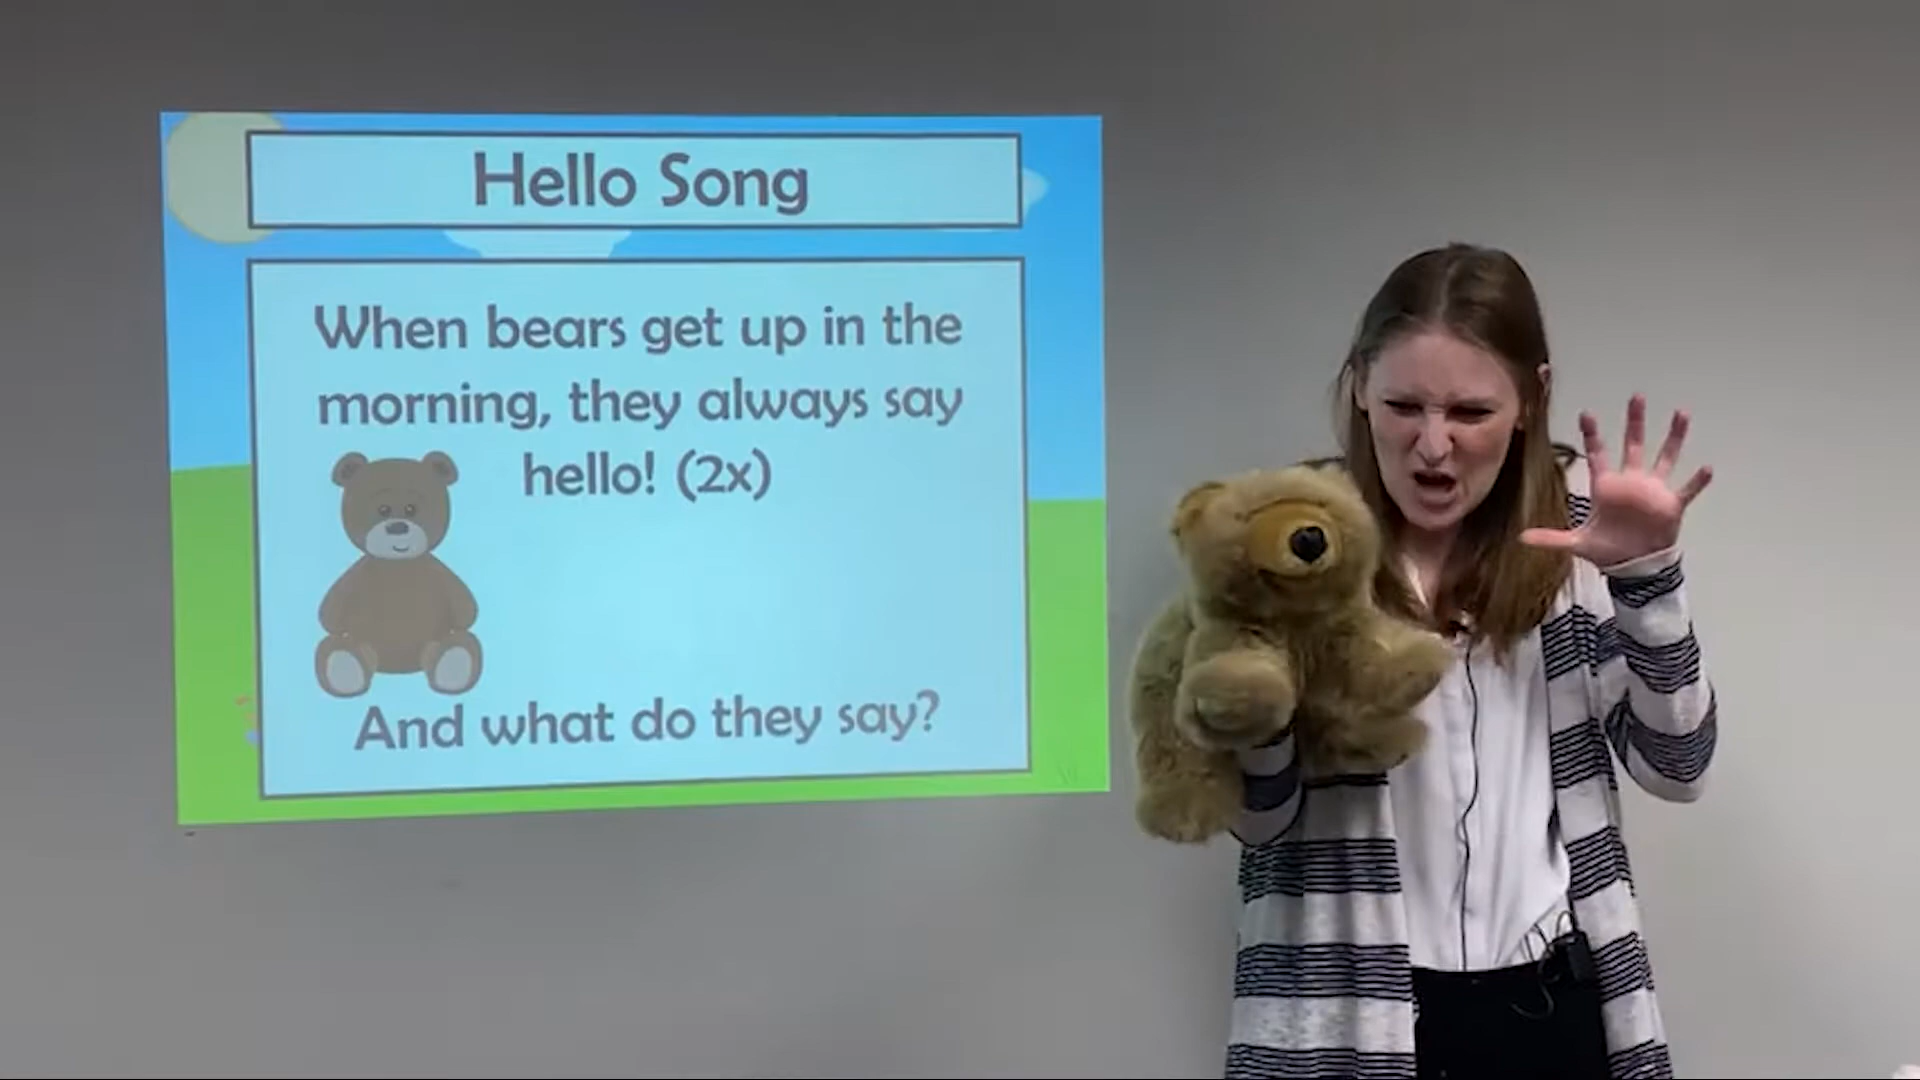 Hello Song
When bears get up in the
morning, they always say
hello! (2x)
And what do they say?